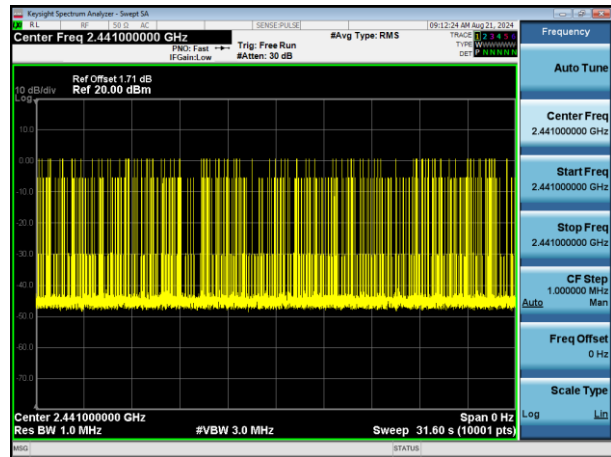 Keysight Spectrum Analyzer - Swept SA
RL RF 50 Ω AC SENSE:PULSE 09:12:24 AM Aug 21, 2024
Center Freq 2.441000000 GHz
PNO: Fast
IFGain:Low
Trig: Free Run
#Atten: 30 dB
#Avg Type: RMS
TRACE 1 2 3 4 5 6
TYPE WWWWWW
DET P NNNNN
Ref Offset 1.71 dB
10 dB/div Ref 20.00 dBm
Log
10.0
0.00
-10.0
-20.0
-30.0
-40.0
-50.0
-60.0
-70.0
Center 2.441000000 GHz Span 0 Hz
Res BW 1.0 MHz #VBW 3.0 MHz Sweep 31.60 s (10001 pts)
MSG STATUS
Frequency
Auto Tune
Center Freq
2.441000000 GHz
Start Freq
2.441000000 GHz
Stop Freq
2.441000000 GHz
CF Step
1.000000 MHz
Auto Man
Freq Offset
0 Hz
Scale Type
Log Lin